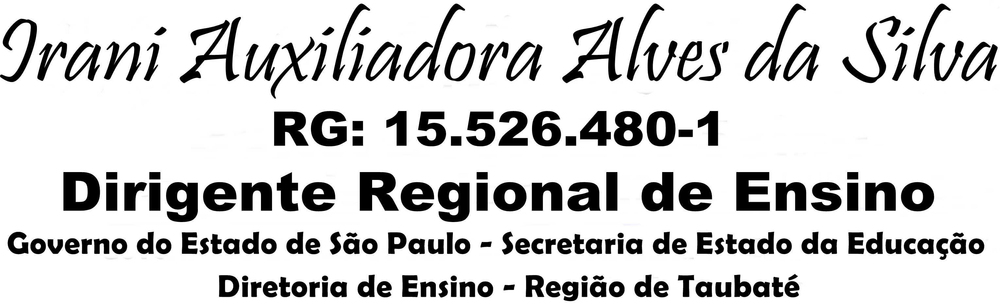 Irani Auxiliadora Alves da Silva
RG: 15.526.480-1
Dirigente Regional de Ensino
Governo do Estado de São Paulo - Secretaria de Estado da Educação
Diretoria de Ensino - Região de Taubaté